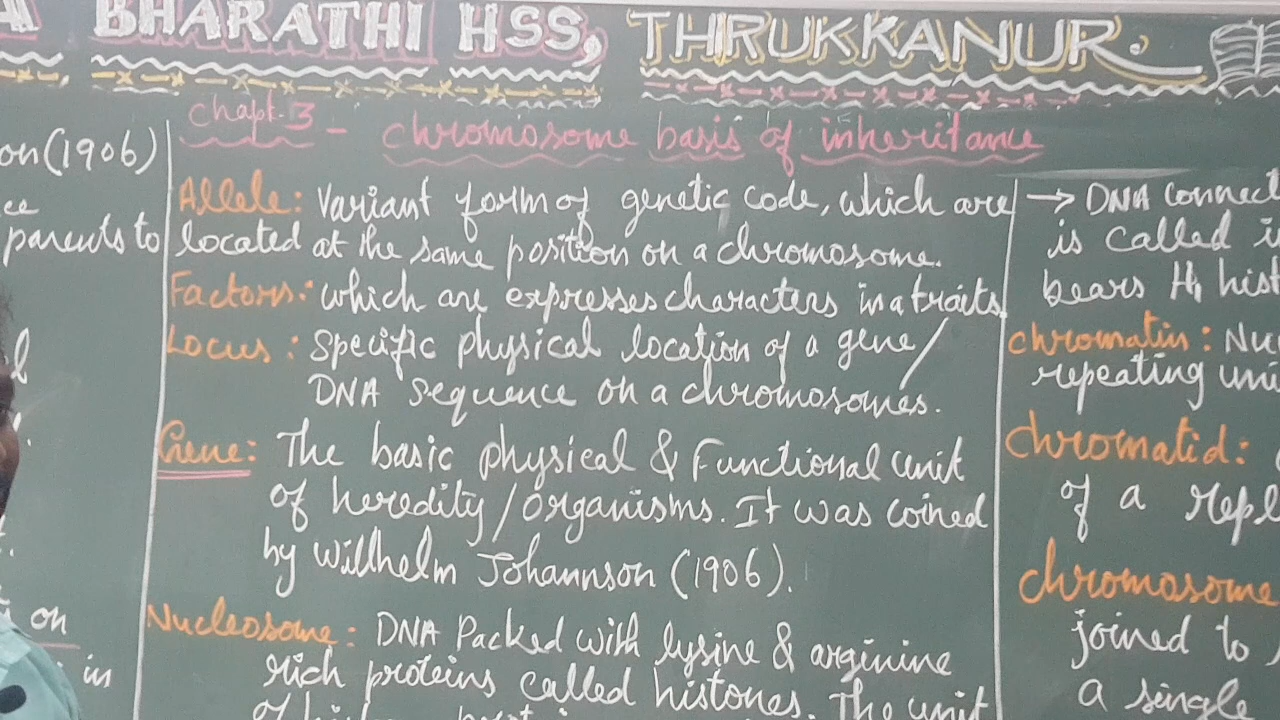 BHARATHI HSS, THRUKKANUR.
chapt-3 - chromosome basis of inheritance
on (1906)
ce
parents to
on
in
Allele: Variant form of genetic code, which are
located at the same position on a chromosome.
Factors: which are expresses characters in a traits
Locus: Specific physical location of a gene/
DNA sequence on a chromosomes.
Gene: The basic physical & Functional unit
of heredity/organisms. It was coined
by Willhelm Johannson (1906).
Nucleosome: DNA Packed with lysine & arginine
rich proteins called histones. The unit
→ DNA connect
is called i
bears H1 hist
chromatin: Nu
repeating uni
chromatid:
of a repl
chromosome
joined to
a single